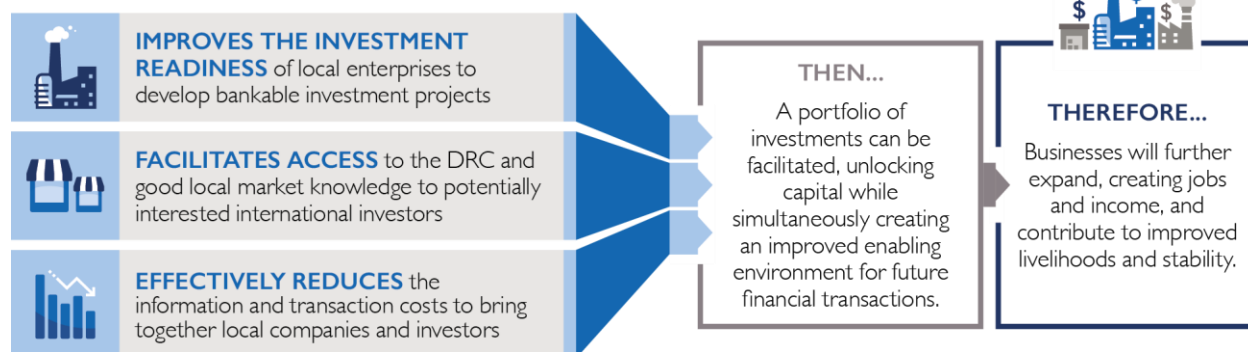 IMPROVES THE INVESTMENT
READINESS of local enterprises to
develop bankable investment projects
FACILITATES ACCESS to the DRC and
good local market knowledge to potentially
interested international investors
EFFECTIVELY REDUCES the
information and transaction costs to bring
together local companies and investors
THEN...
A portfolio of
investments can be
facilitated, unlocking
capital while
simultaneously creating
an improved enabling
environment for future
financial transactions.
$
$
THEREFORE...
Businesses will further
expand, creating jobs
and income, and
contribute to improved
livelihoods and stability.